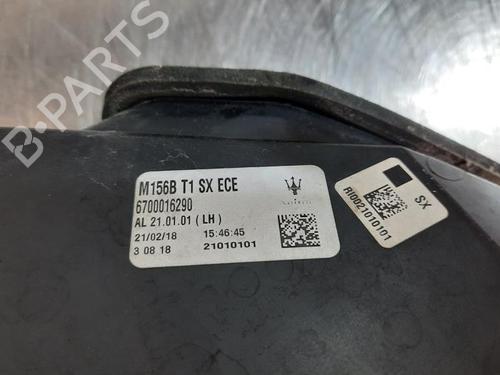 B-PARTS
M156B T1 SX ECE
6700016290
AL 21.01.01 ( LH )
21/02/18 15:46:45
3 08 18 21010101
SX
RI0021010101